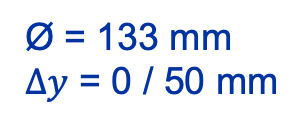 Ø = 133 mm
Δy = 0 / 50 mm